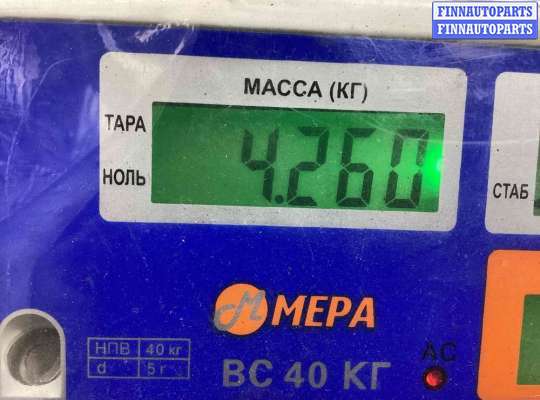 FINNAUTOPARTS
FINNAUTOPARTS
МАССА (КГ)
ТАРА
4.260
НОЛЬ
СТАБ
М МЕРА
НПВ 40 кг
d 5 г
ВС 40 КГ
АС